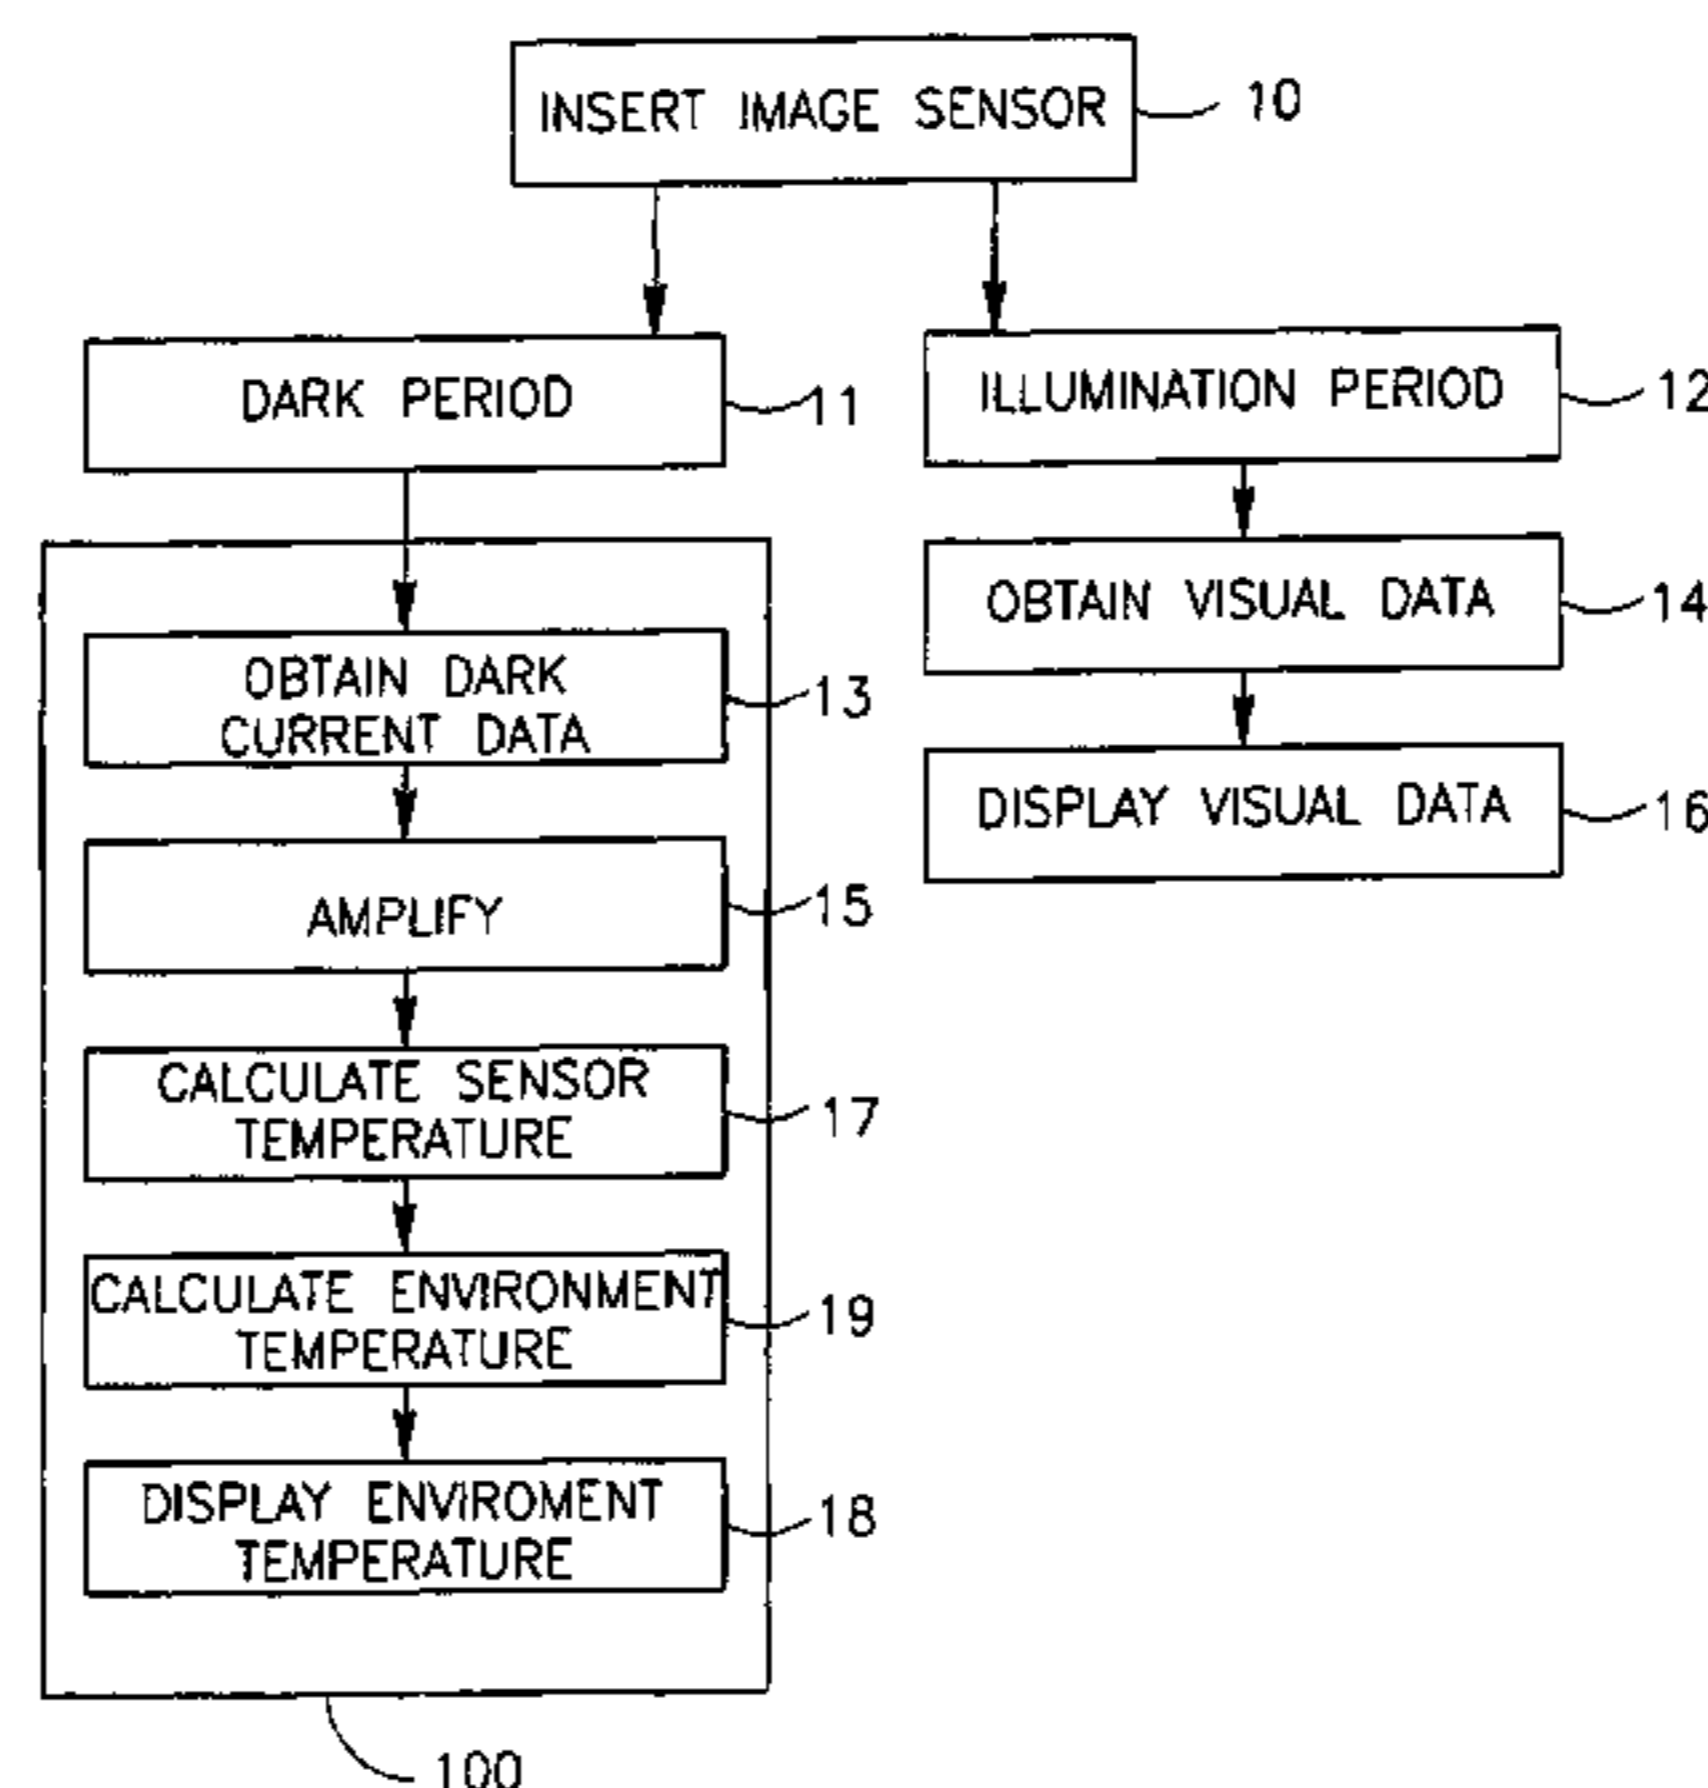 INSERT IMAGE SENSOR
10
DARK PERIOD
11
ILLUMINATION PERIOD
12
OBTAIN DARK
CURRENT DATA
13
OBTAIN VISUAL DATA
14
AMPLIFY
15
DISPLAY VISUAL DATA
16
CALCULATE SENSOR
TEMPERATURE
17
CALCULATE ENVIRONMENT
TEMPERATURE
19
DISPLAY ENVIROMENT
TEMPERATURE
18
100